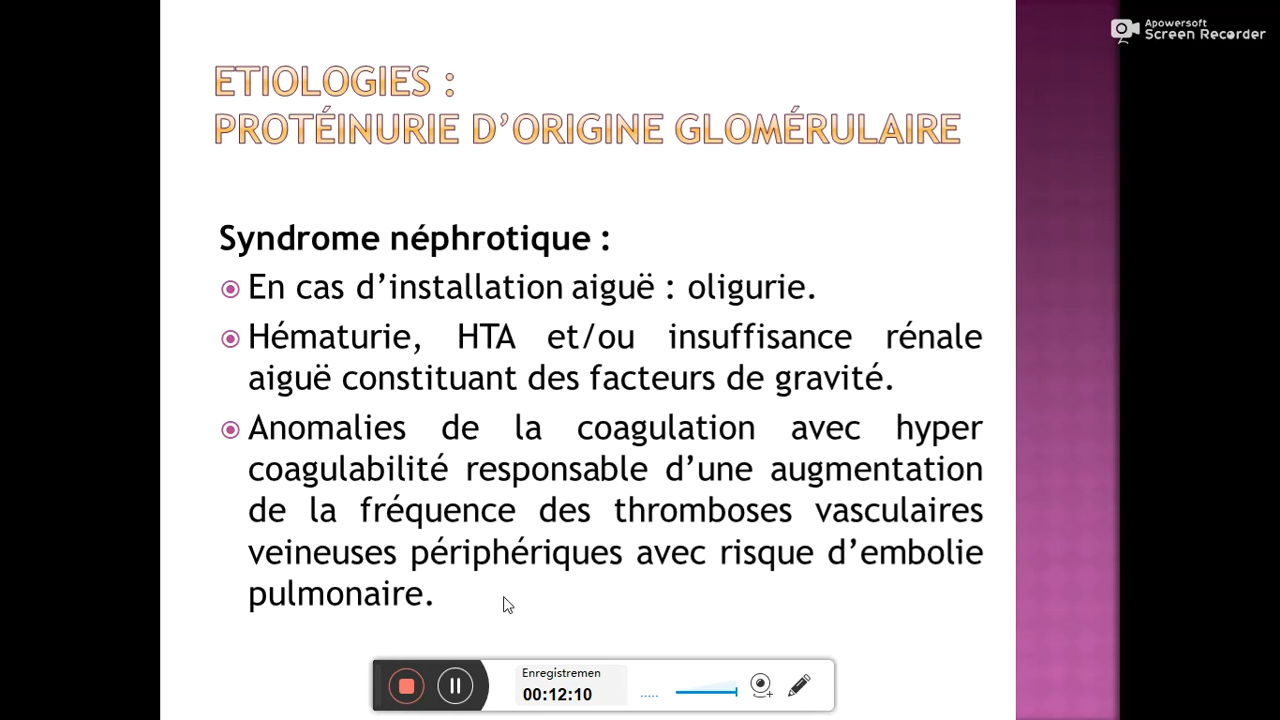 Apowersoft
Screen Recorder
ETIOLOGIES :
PROTÉINURIE D’ORIGINE GLOMÉRULAIRE
Syndrome néphrotique :
En cas d’installation aiguë : oligurie.
Hématurie, HTA et/ou insuffisance rénale
aiguë constituant des facteurs de gravité.
Anomalies de la coagulation avec hyper
coagulabilité responsable d’une augmentation
de la fréquence des thromboses vasculaires
veineuses périphériques avec risque d’embolie
pulmonaire.
Enregistremen
00:12:10